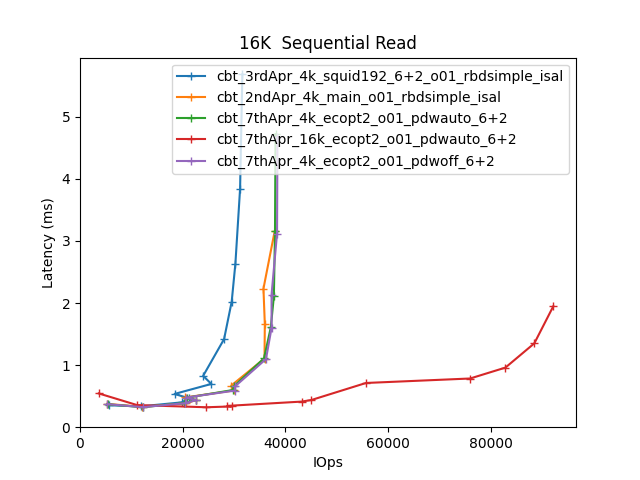 16K  Sequential Read
cbt_3rdApr_4k_squid192_6+2_o01_rbdsimple_isal
cbt_2ndApr_4k_main_o01_rbdsimple_isal
cbt_7thApr_4k_ecopt2_o01_pdwauto_6+2
cbt_7thApr_16k_ecopt2_o01_pdwauto_6+2
cbt_7thApr_4k_ecopt2_o01_pdwoff_6+2
Latency (ms)
5
4
3
2
1
0
0 20000 40000 60000 80000
IOps